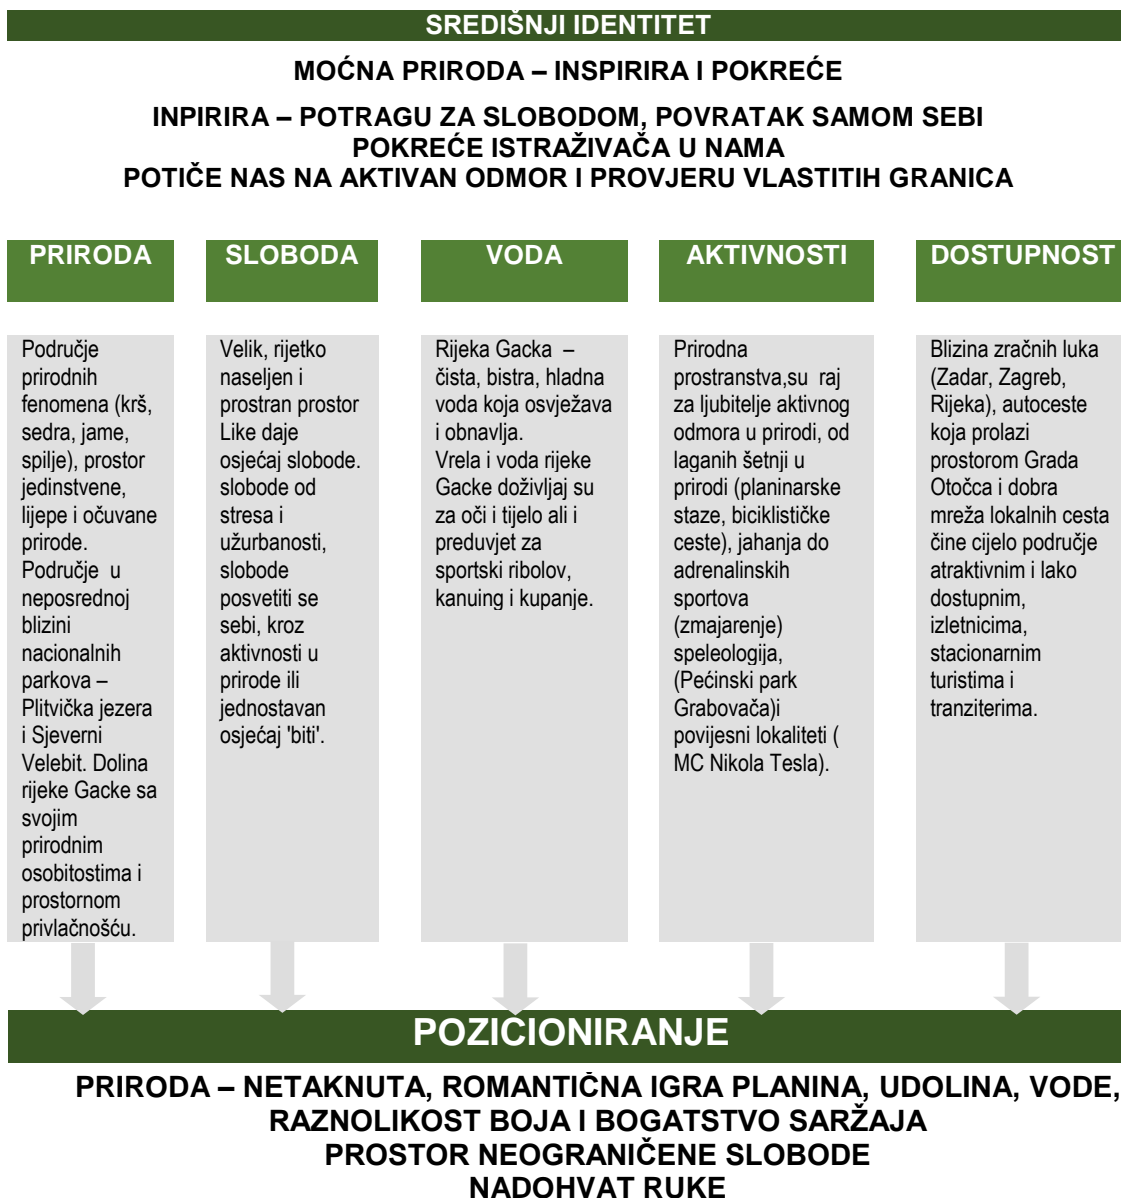 SREDIŠNJI IDENTITET
MOĆNA PRIRODA – INSPIRIRA I POKREĆE
INPIRIRA – POTRAGU ZA SLOBODOM, POVRATAK SAMOM SEBI
POKREĆE ISTRAŽIVAČA U NAMA
POTIČE NAS NA AKTIVAN ODMOR I PROVJERU VLASTITIH GRANICA
PRIRODA
Područje
prirodnih
fenomena (krš,
sedra, jame,
spilje), prostor
jedinstvene,
lijepe i očuvane
prirode.
Područje u
neposrednoj
blizini
nacionalnih
parkova –
Plitvička jezera
i Sjeverni
Velebit. Dolina
rijeke Gacke sa
svojim
prirodnim
osobitostima i
prostornom
privlačnošću.
SLOBODA
Velik, rijetko
naseljen i
prostran prostor
Like daje
osjećaj slobode.
slobode od
stresa i
užurbanosti,
slobode
posvetiti se
sebi, kroz
aktivnosti u
prirode ili
jednostavan
osjećaj 'biti'.
VODA
Rijeka Gacka –
čista, bistra, hladna
voda koja osvježava
i obnavlja.
Vrela i voda rijeke
Gacke doživljaj su
za oči i tijelo ali i
preduvjet za
sportski ribolov,
kanuing i kupanje.
AKTIVNOSTI
Prirodna
prostranstva,su raj
za ljubitelje aktivnog
odmora u prirodi, od
laganih šetnji u
prirodi (planinarske
staze, biciklističke
ceste), jahanja do
adrenalinskih
sportova
(zmajarenje)
speleologija,
(Pećinski park
Grabovača)i
povijesni lokaliteti (
MC Nikola Tesla).
DOSTUPNOST
Blizina zračnih luka
(Zadar, Zagreb,
Rijeka), autoceste
koja prolazi
prostorom Grada
Otočca i dobra
mreža lokalnih cesta
čine cijelo područje
atraktivnim i lako
dostupnim,
izletnicima,
stacionarnim
turistima i
tranziterima.
POZICIONIRANJE
PRIRODA – NETAKNUTA, ROMANTIČNA IGRA PLANINA, UDOLINA, VODE,
RAZNOLIKOST BOJA I BOGATSTVO SARŽAJA
PROSTOR NEOGRANIČENE SLOBODE
NADOHVAT RUKE